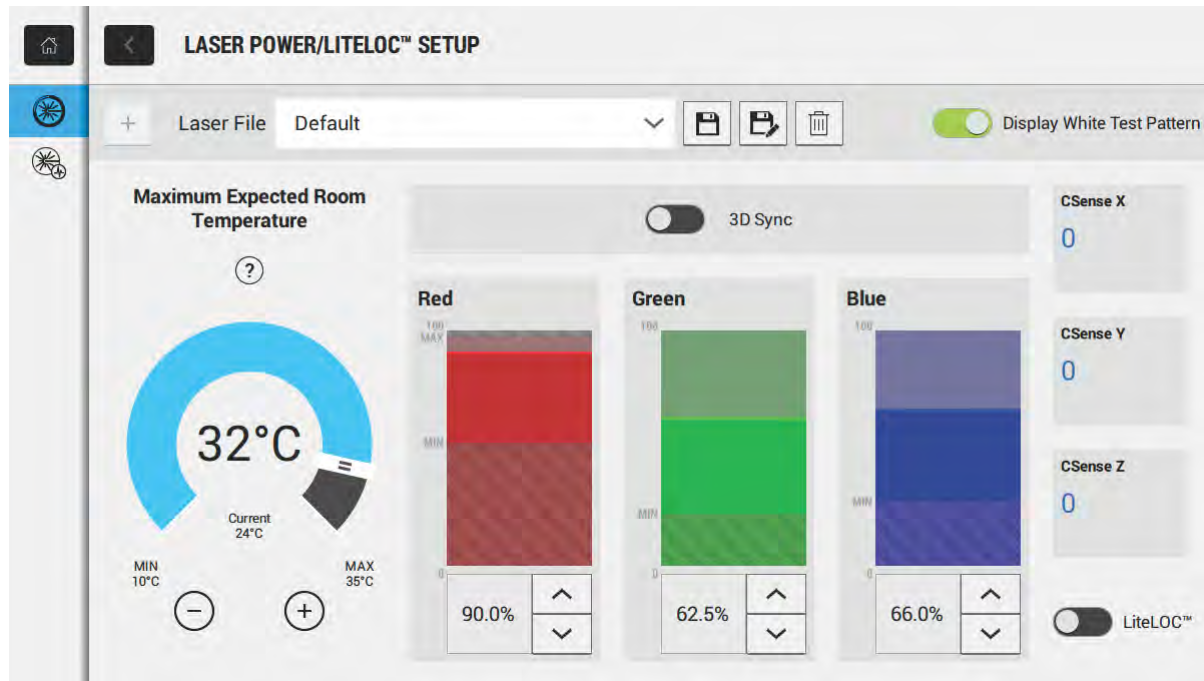 LASER POWER/LITELOC™ SETUP
Laser File Default
Display White Test Pattern
Maximum Expected Room
Temperature
?
32°C
Current
24°C
MIN
10°C
MAX
35°C
3D Sync
Red
100
MAX
MIN
0
90.0%
Green
100
MIN
0
62.5%
Blue
100
MIN
0
66.0%
CSense X
0
CSense Y
0
CSense Z
0
LiteLOC™